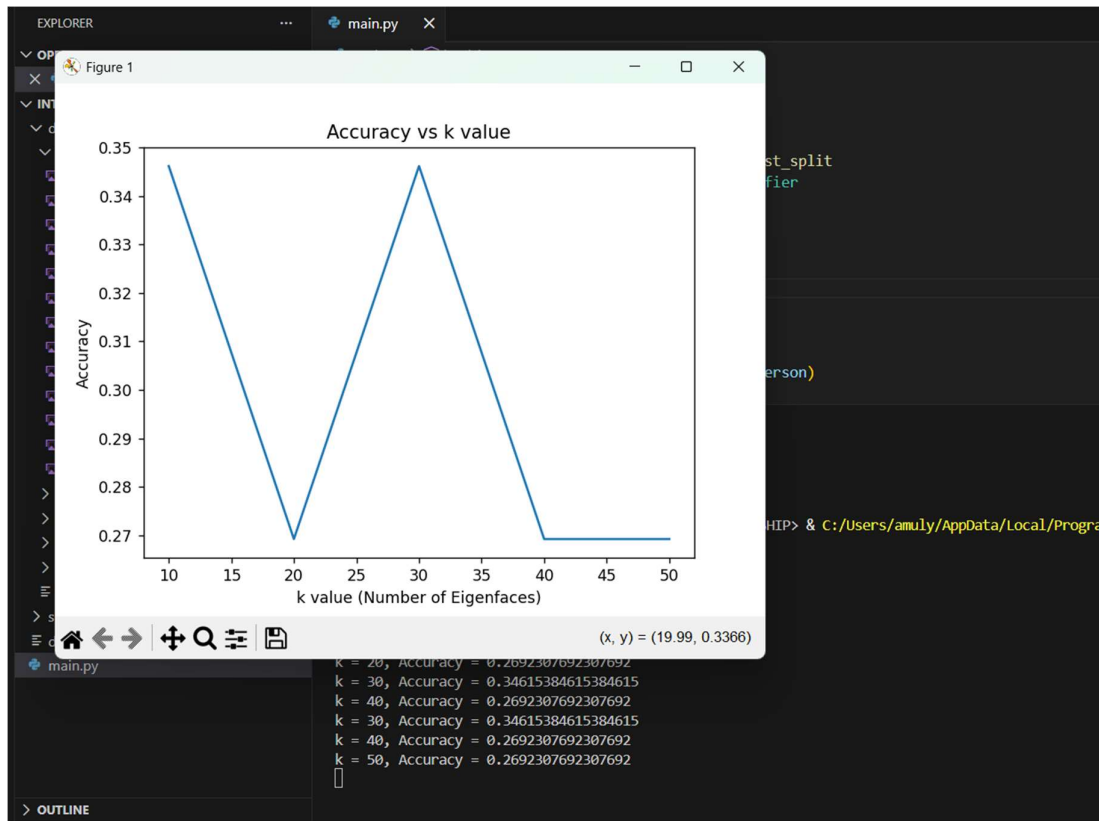 EXPLORER
···
main.py
OP
INT
d
Figure 1
Accuracy vs k value
0.35
0.34
0.33
0.32
0.31
0.30
0.29
0.28
0.27
Accuracy
10 15 20 25 30 35 40 45 50
k value (Number of Eigenfaces)
(x, y) = (19.99, 0.3366)
st_split
fier
erson)
HIP> & C:/Users/amuly/AppData/Local/Progra
s
d
main.py
k = 20, Accuracy = 0.2692307692307692
k = 30, Accuracy = 0.34615384615384615
k = 40, Accuracy = 0.2692307692307692
k = 30, Accuracy = 0.34615384615384615
k = 40, Accuracy = 0.2692307692307692
k = 50, Accuracy = 0.2692307692307692
OUTLINE